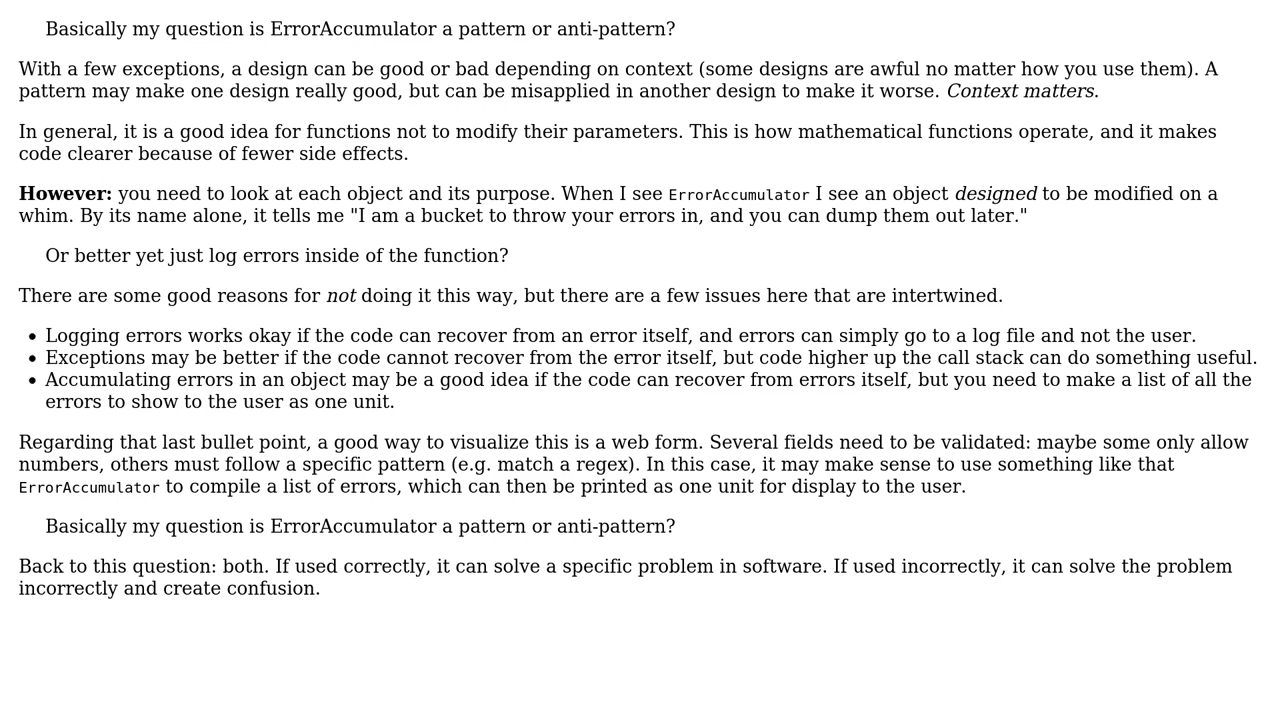 Basically my question is ErrorAccumulator a pattern or anti-pattern?
With a few exceptions, a design can be good or bad depending on context (some designs are awful no matter how you use them). A
pattern may make one design really good, but can be misapplied in another design to make it worse. Context matters.
In general, it is a good idea for functions not to modify their parameters. This is how mathematical functions operate, and it makes
code clearer because of fewer side effects.
However: you need to look at each object and its purpose. When I see ErrorAccumulator I see an object designed to be modified on a
whim. By its name alone, it tells me "I am a bucket to throw your errors in, and you can dump them out later."
Or better yet just log errors inside of the function?
There are some good reasons for not doing it this way, but there are a few issues here that are intertwined.
• Logging errors works okay if the code can recover from an error itself, and errors can simply go to a log file and not the user.
• Exceptions may be better if the code cannot recover from the error itself, but code higher up the call stack can do something useful.
• Accumulating errors in an object may be a good idea if the code can recover from errors itself, but you need to make a list of all the
errors to show to the user as one unit.
Regarding that last bullet point, a good way to visualize this is a web form. Several fields need to be validated: maybe some only allow
numbers, others must follow a specific pattern (e.g. match a regex). In this case, it may make sense to use something like that
ErrorAccumulator to compile a list of errors, which can then be printed as one unit for display to the user.
Basically my question is ErrorAccumulator a pattern or anti-pattern?
Back to this question: both. If used correctly, it can solve a specific problem in software. If used incorrectly, it can solve the problem
incorrectly and create confusion.